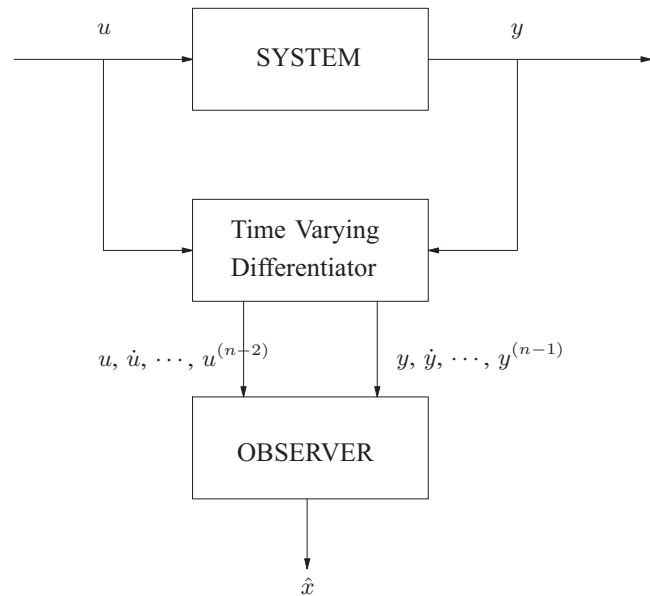 u
y
SYSTEM
Time Varying
Differentiator
u, u̇, ⋯, u⁽ⁿ⁻²⁾
y, ẏ, ⋯, y⁽ⁿ⁻¹⁾
OBSERVER
x̂